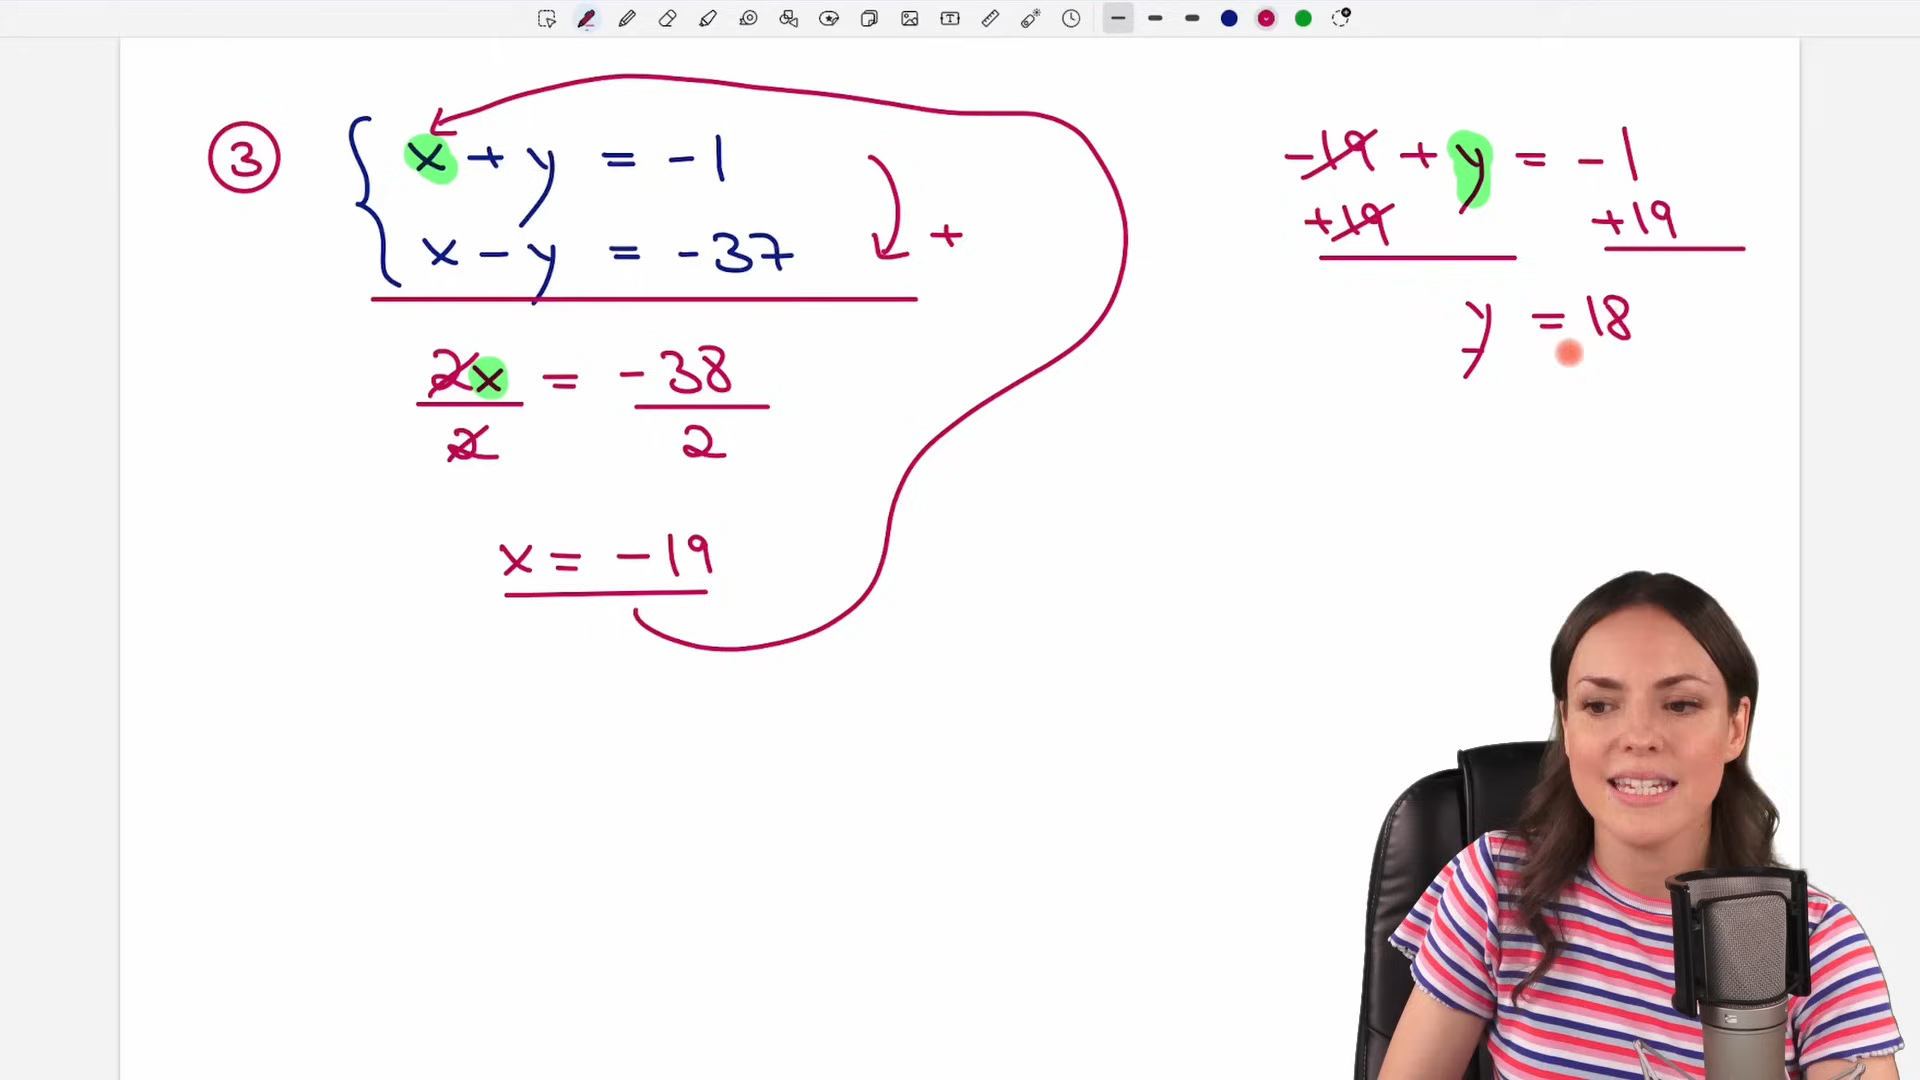 ③ x + y = -1
x - y = -37
+
2x = -38
2 2
x = -19
-19 + y = -1
+19 +19
y = 18